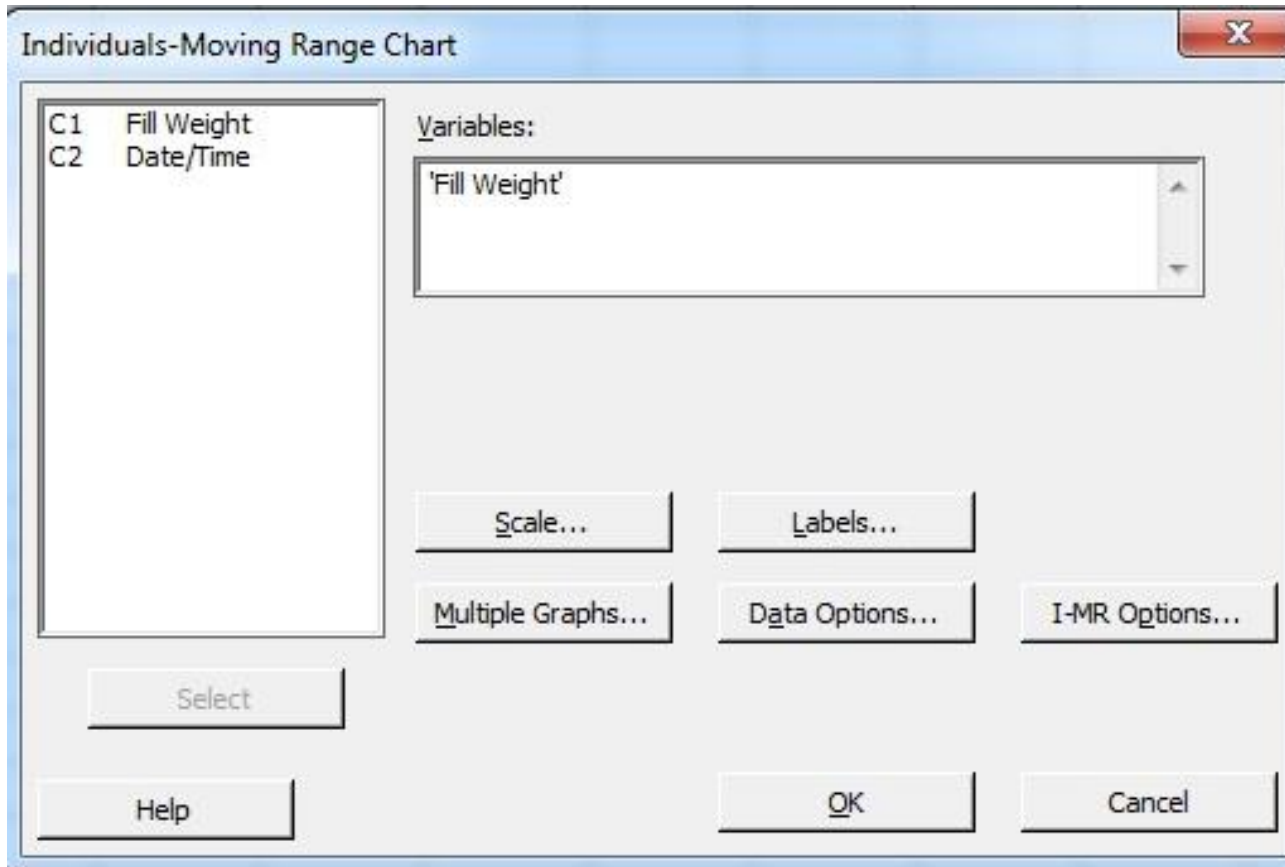 Individuals-Moving Range Chart
C1 Fill Weight
C2 Date/Time
Variables:
'Fill Weight'
Scale...
Labels...
Multiple Graphs...
Data Options...
I-MR Options...
Select
Help
OK
Cancel